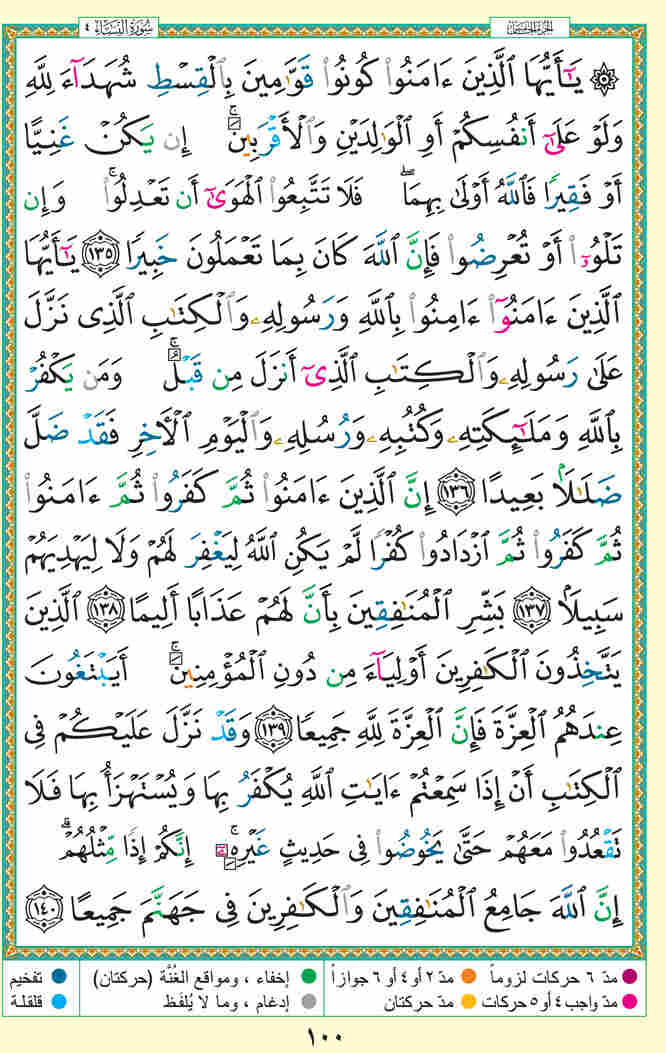 سُورَةُ النِّسَاءِ ٤
الجزء الخامس
۞ يَـٰٓأَيُّهَا ٱلَّذِينَ ءَامَنُوا۟ كُونُوا۟ قَوَّٰمِينَ بِٱلْقِسْطِ شُهَدَآءَ لِلَّهِ
وَلَوْ عَلَىٰٓ أَنفُسِكُمْ أَوِ ٱلْوَٰلِدَيْنِ وَٱلْأَقْرَبِينَ ۚ إِن يَكُنْ غَنِيًّا
أَوْ فَقِيرًا فَٱللَّهُ أَوْلَىٰ بِهِمَا ۖ فَلَا تَتَّبِعُوا۟ ٱلْهَوَىٰٓ أَن تَعْدِلُوا۟ ۚ وَإِن
تَلْوُۥٓا۟ أَوْ تُعْرِضُوا۟ فَإِنَّ ٱللَّهَ كَانَ بِمَا تَعْمَلُونَ خَبِيرًا ١٣٥ يَـٰٓأَيُّهَا
ٱلَّذِينَ ءَامَنُوٓا۟ ءَامِنُوا۟ بِٱللَّهِ وَرَسُولِهِۦ وَٱلْكِتَـٰبِ ٱلَّذِى نَزَّلَ
عَلَىٰ رَسُولِهِۦ وَٱلْكِتَـٰبِ ٱلَّذِىٓ أَنزَلَ مِن قَبْلُ ۚ وَمَن يَكْفُرْ
بِٱللَّهِ وَمَلَـٰٓئِكَتِهِۦ وَكُتُبِهِۦ وَرُسُلِهِۦ وَٱلْيَوْمِ ٱلْـَٔاخِرِ فَقَدْ ضَلَّ
ضَلَـٰلًۢا بَعِيدًا ١٣٦ إِنَّ ٱلَّذِينَ ءَامَنُوا۟ ثُمَّ كَفَرُوا۟ ثُمَّ ءَامَنُوا۟
ثُمَّ كَفَرُوا۟ ثُمَّ ٱزْدَادُوا۟ كُفْرًا لَّمْ يَكُنِ ٱللَّهُ لِيَغْفِرَ لَهُمْ وَلَا لِيَهْدِيَهُمْ
سَبِيلًۢا ١٣٧ بَشِّرِ ٱلْمُنَـٰفِقِينَ بِأَنَّ لَهُمْ عَذَابًا أَلِيمًا ١٣٨ ٱلَّذِينَ
يَتَّخِذُونَ ٱلْكَـٰفِرِينَ أَوْلِيَآءَ مِن دُونِ ٱلْمُؤْمِنِينَ ۚ أَيَبْتَغُونَ
عِندَهُمُ ٱلْعِزَّةَ فَإِنَّ ٱلْعِزَّةَ لِلَّهِ جَمِيعًا ١٣٩ وَقَدْ نَزَّلَ عَلَيْكُمْ فِى
ٱلْكِتَـٰبِ أَنْ إِذَا سَمِعْتُمْ ءَايَـٰتِ ٱللَّهِ يُكْفَرُ بِهَا وَيُسْتَهْزَأُ بِهَا فَلَا
تَقْعُدُوا۟ مَعَهُمْ حَتَّىٰ يَخُوضُوا۟ فِى حَدِيثٍ غَيْرِهِۦٓ ۚ إِنَّكُمْ إِذًا مِّثْلُهُمْ ۗ
إِنَّ ٱللَّهَ جَامِعُ ٱلْمُنَـٰفِقِينَ وَٱلْكَـٰفِرِينَ فِى جَهَنَّمَ جَمِيعًا ١٤٠
مدّ ٦ حركات لزوماً مدّ ٢ أو ٤ أو ٦ جوازاً إخفاء ، ومواقع الغُنَّة (حركتان) تفخيم
مدّ واجب ٤ أو ٥ حركات مدّ حركتان إدغام ، وما لا يُلفَظ قلقلة
١٠٠